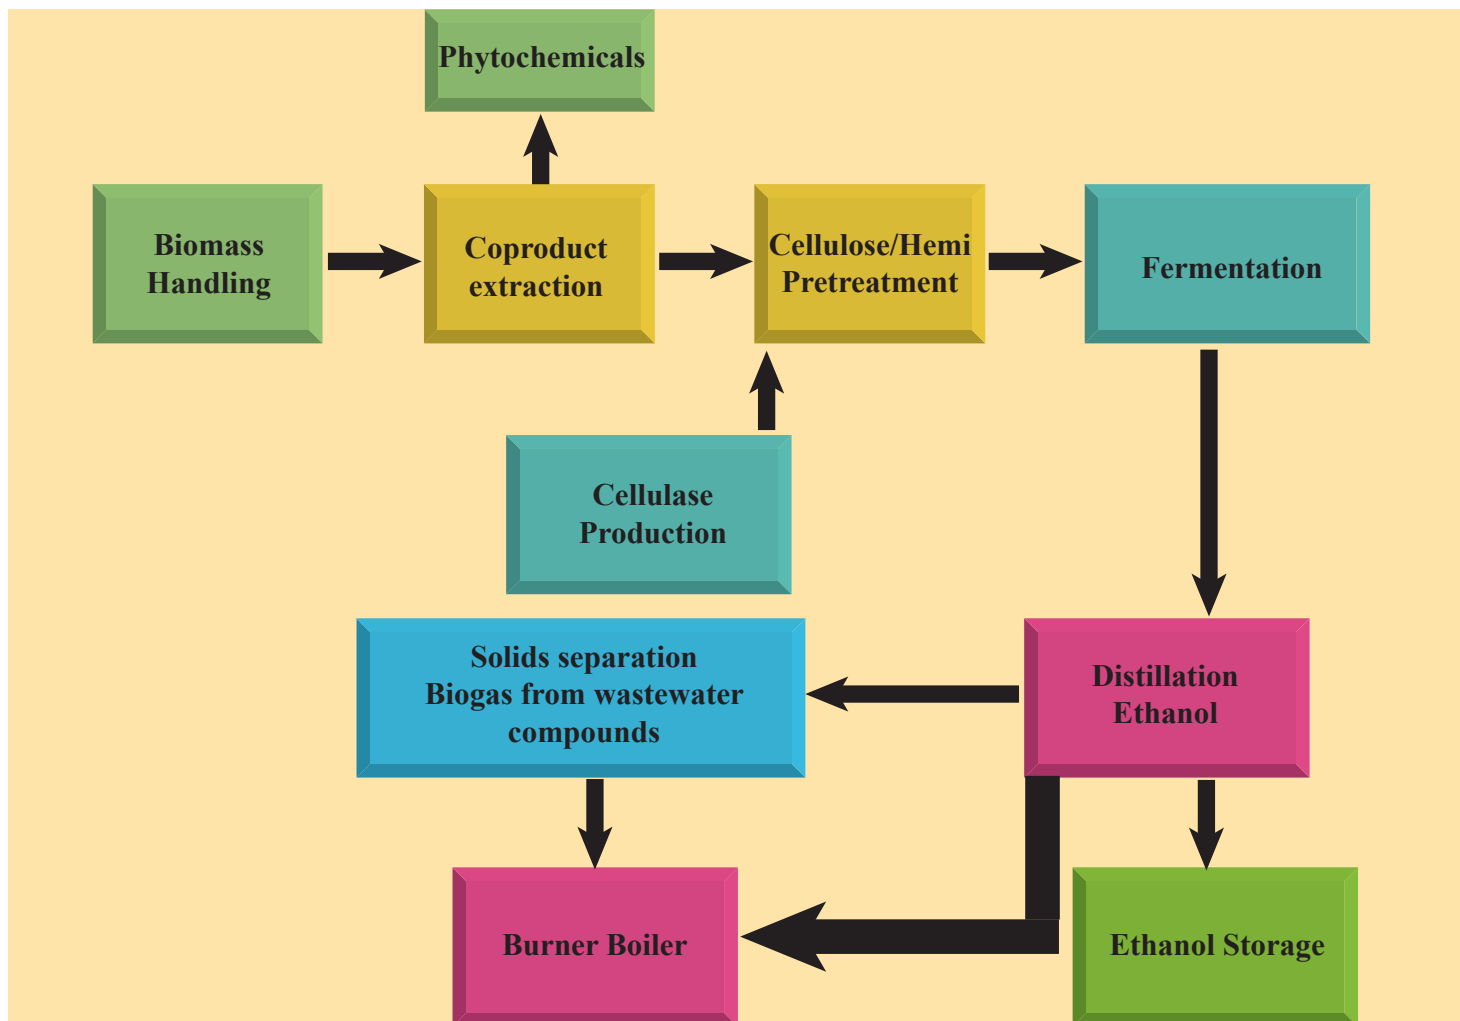 Phytochemicals
Biomass
Handling
Coproduct
extraction
Cellulose/Hemi
Pretreatment
Fermentation
Cellulase
Production
Solids separation
Biogas from wastewater
compounds
Distillation
Ethanol
Burner Boiler
Ethanol Storage